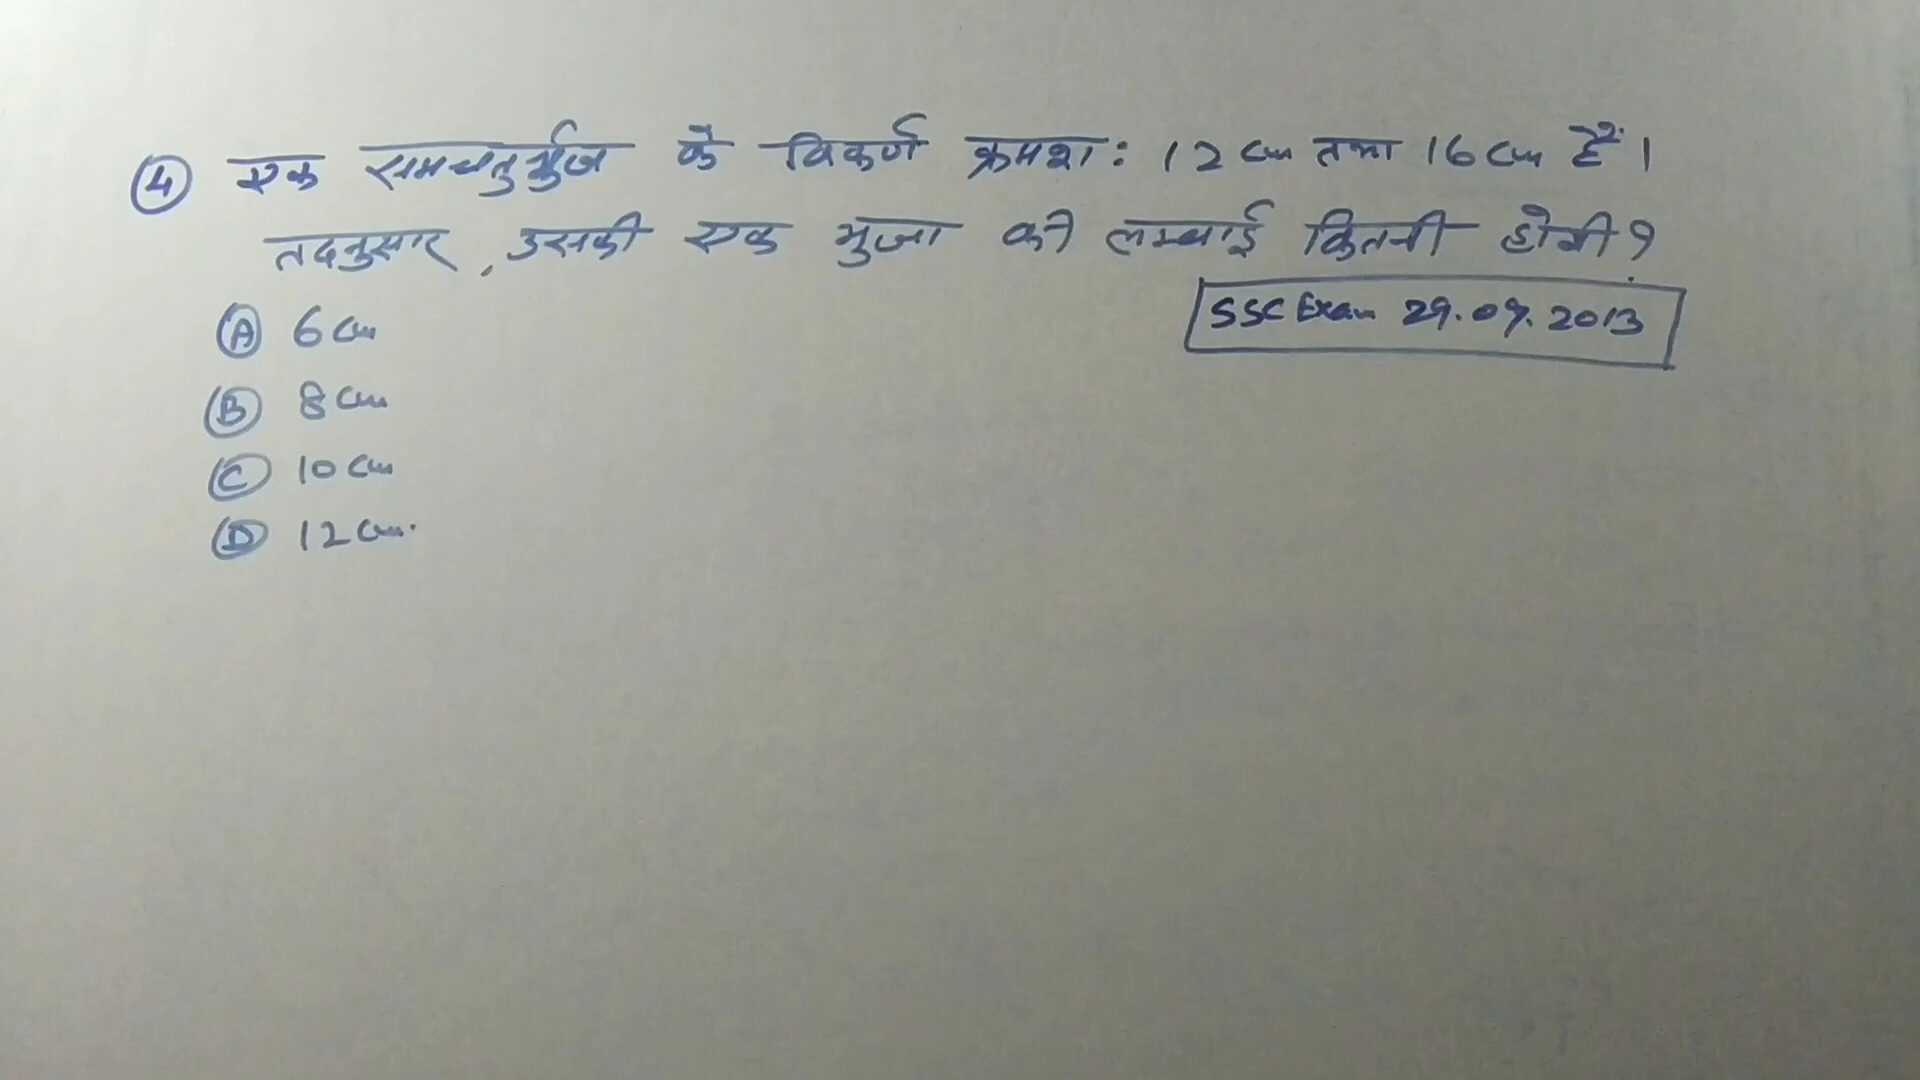 ④ एक समचतुर्भुज के विकर्ण क्रमश: 12 cm तथा 16 cm हैं।
तदनुसार, उसकी एक भुजा की लम्बाई कितनी होगी?
SSC Exam 29.09.2013
Ⓐ 6 cm
Ⓑ 8 cm
Ⓒ 10 cm
Ⓓ 12 cm.